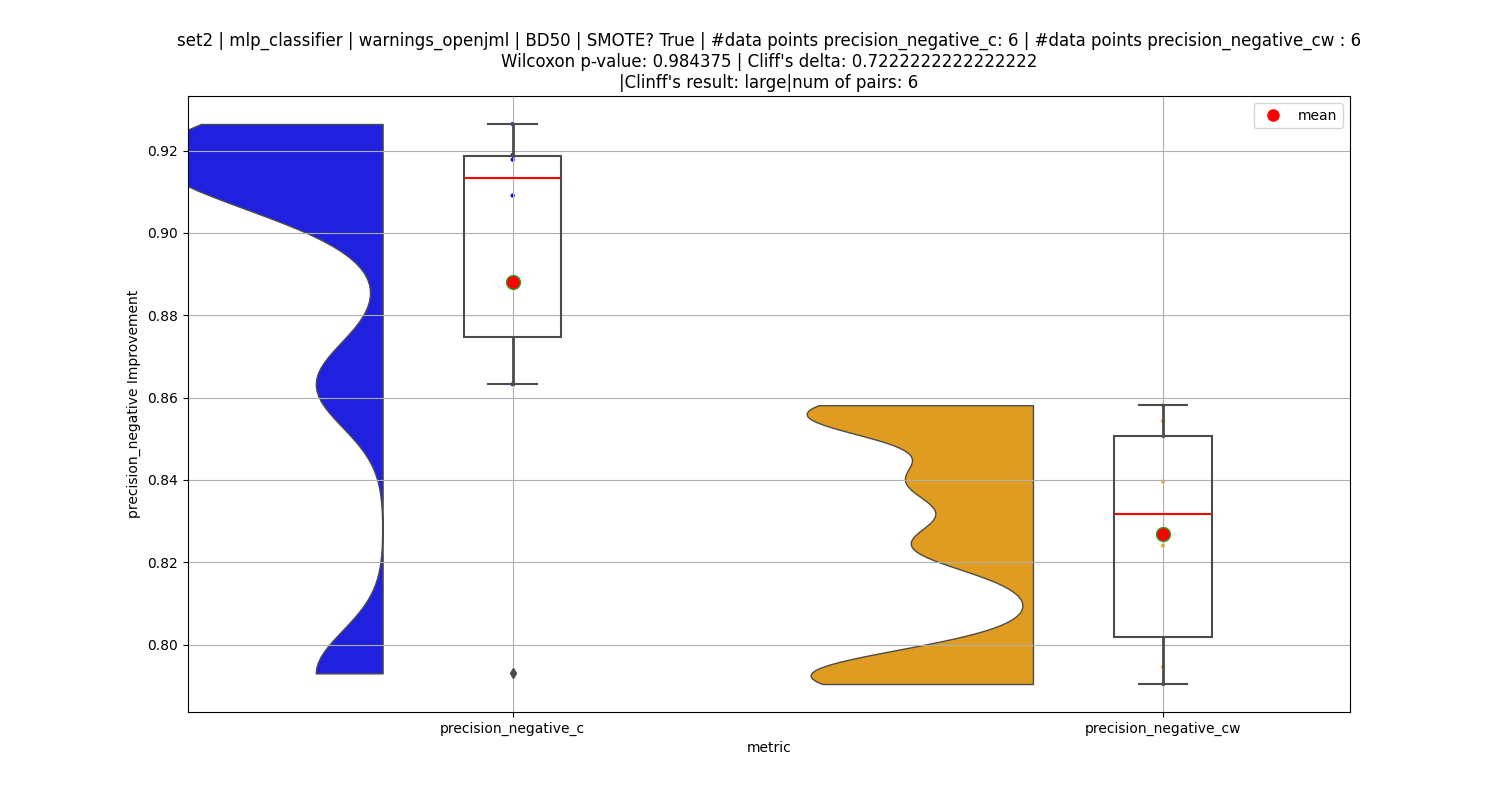 set2 | mlp_classifier | warnings_openjml | BD50 | SMOTE? True | #data points precision_negative_c: 6 | #data points precision_negative_cw : 6
Wilcoxon p-value: 0.984375 | Cliff's delta: 0.7222222222222222
|Clinff's result: large|num of pairs: 6
mean
0.92
0.90
0.88
0.86
0.84
0.82
0.80
precision_negative Improvement
precision_negative_c
precision_negative_cw
metric